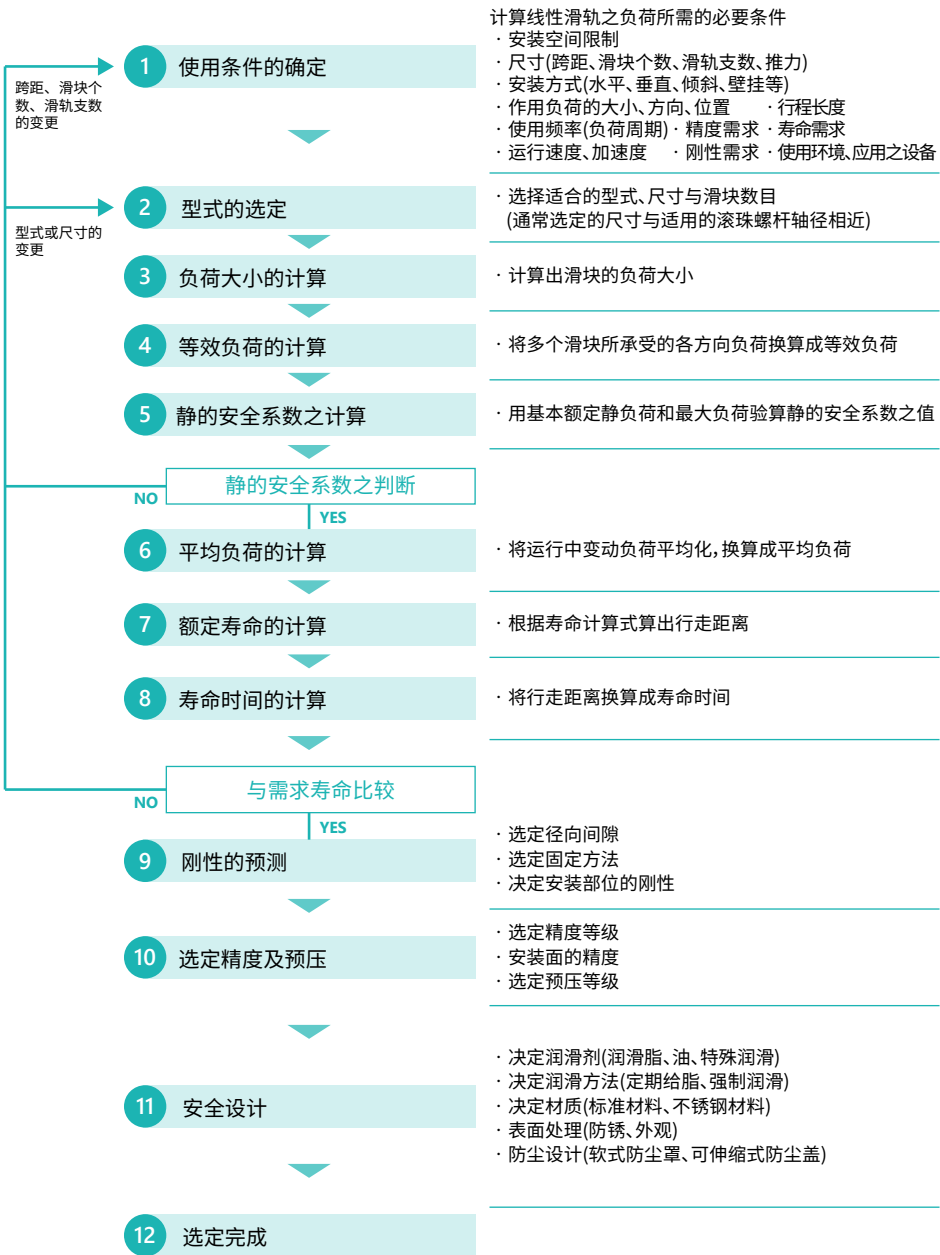 计算线性滑轨之负荷所需的必要条件
· 安装空间限制
· 尺寸(跨距、滑块个数、滑轨支数、推力)
· 安装方式(水平、垂直、倾斜、壁挂等)
· 作用负荷的大小、方向、位置 · 行程长度
· 使用频率(负荷周期) · 精度需求 · 寿命需求
· 运行速度、加速度 · 刚性需求 · 使用环境、应用之设备
1 使用条件的确定
跨距、滑块个
数、滑轨支数
的变更
2 型式的选定
· 选择适合的型式、尺寸与滑块数目
(通常选定的尺寸与适用的滚珠螺杆轴径相近)
型式或尺寸的
变更
3 负荷大小的计算
· 计算出滑块的负荷大小
4 等效负荷的计算
· 将多个滑块所承受的各方向负荷换算成等效负荷
5 静的安全系数之计算
· 用基本额定静负荷和最大负荷验算静的安全系数之值
静的安全系数之判断
NO
YES
6 平均负荷的计算
· 将运行中变动负荷平均化,换算成平均负荷
7 额定寿命的计算
· 根据寿命计算式算出行走距离
8 寿命时间的计算
· 将行走距离换算成寿命时间
与需求寿命比较
NO
YES
9 刚性的预测
· 选定径向间隙
· 选定固定方法
· 决定安装部位的刚性
10 选定精度及预压
· 选定精度等级
· 安装面的精度
· 选定预压等级
11 安全设计
· 决定润滑剂(润滑脂、油、特殊润滑)
· 决定润滑方法(定期给脂、强制润滑)
· 决定材质(标准材料、不锈钢材料)
· 表面处理(防锈、外观)
· 防尘设计(软式防尘罩、可伸缩式防尘盖)
12 选定完成